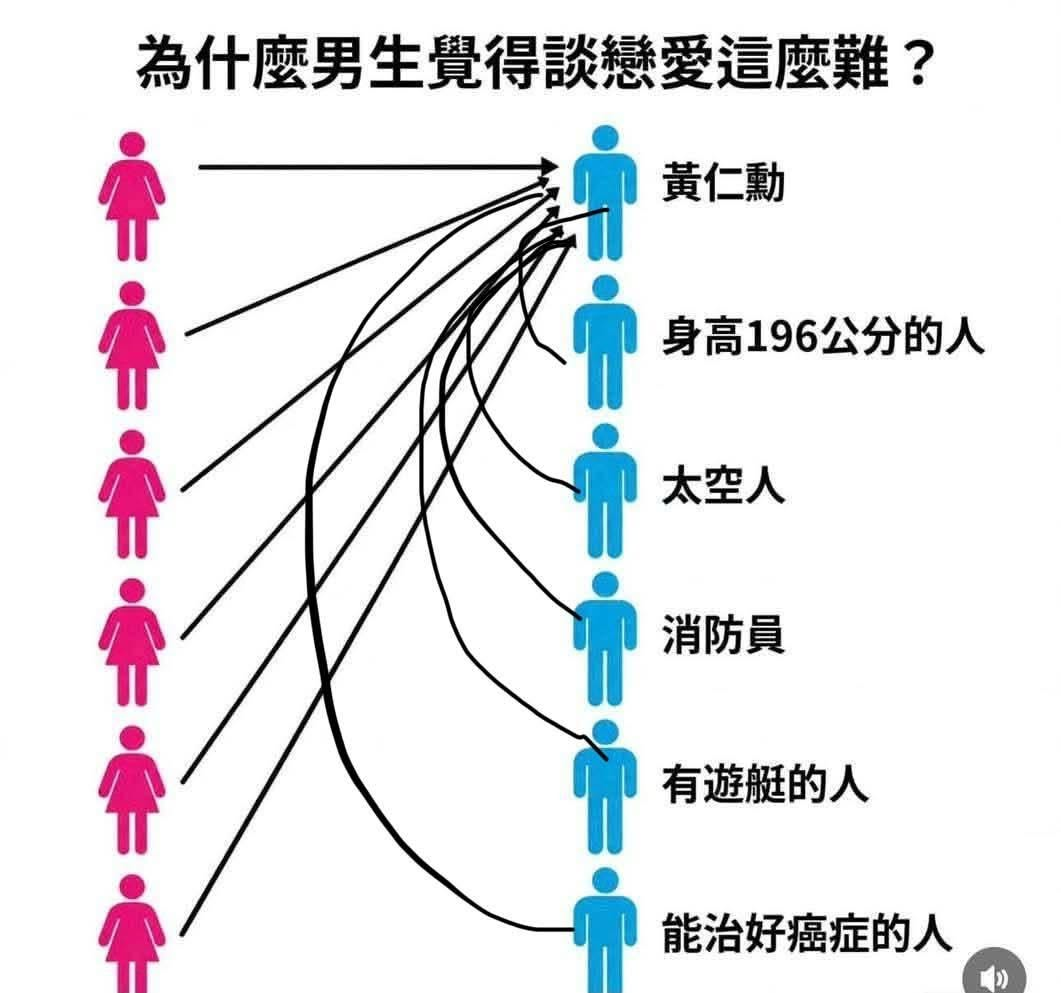 為什麼男生覺得談戀愛這麼難？
黃仁勳
身高196公分的人
太空人
消防員
有遊艇的人
能治好癌症的人